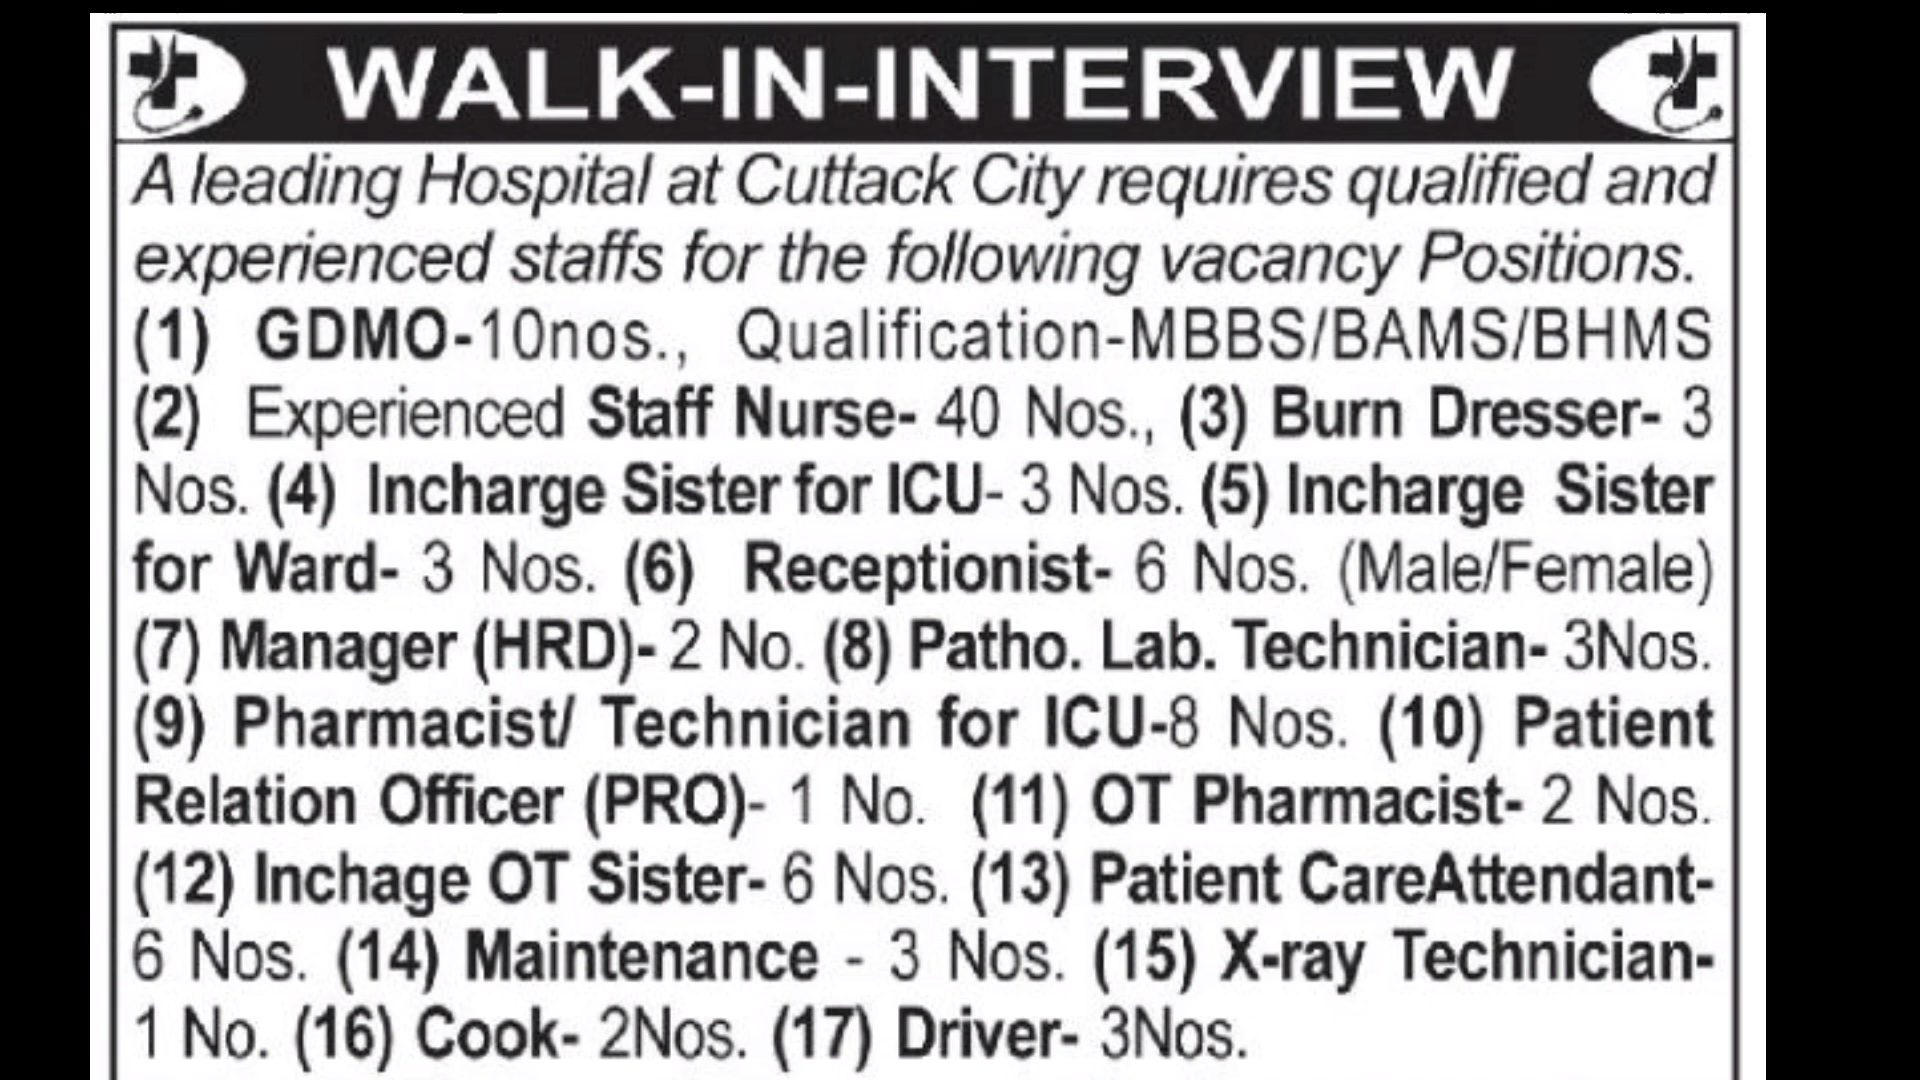 WALK-IN-INTERVIEW
A leading Hospital at Cuttack City requires qualified and
experienced staffs for the following vacancy Positions.
(1) GDMO-10nos., Qualification-MBBS/BAMS/BHMS
(2) Experienced Staff Nurse- 40 Nos., (3) Burn Dresser- 3
Nos. (4) Incharge Sister for ICU- 3 Nos. (5) Incharge Sister
for Ward- 3 Nos. (6) Receptionist- 6 Nos. (Male/Female)
(7) Manager (HRD)- 2 No. (8) Patho. Lab. Technician- 3Nos.
(9) Pharmacist/ Technician for ICU-8 Nos. (10) Patient
Relation Officer (PRO)- 1 No. (11) OT Pharmacist- 2 Nos.
(12) Inchage OT Sister- 6 Nos. (13) Patient CareAttendant-
6 Nos. (14) Maintenance - 3 Nos. (15) X-ray Technician-
1 No. (16) Cook- 2Nos. (17) Driver- 3Nos.